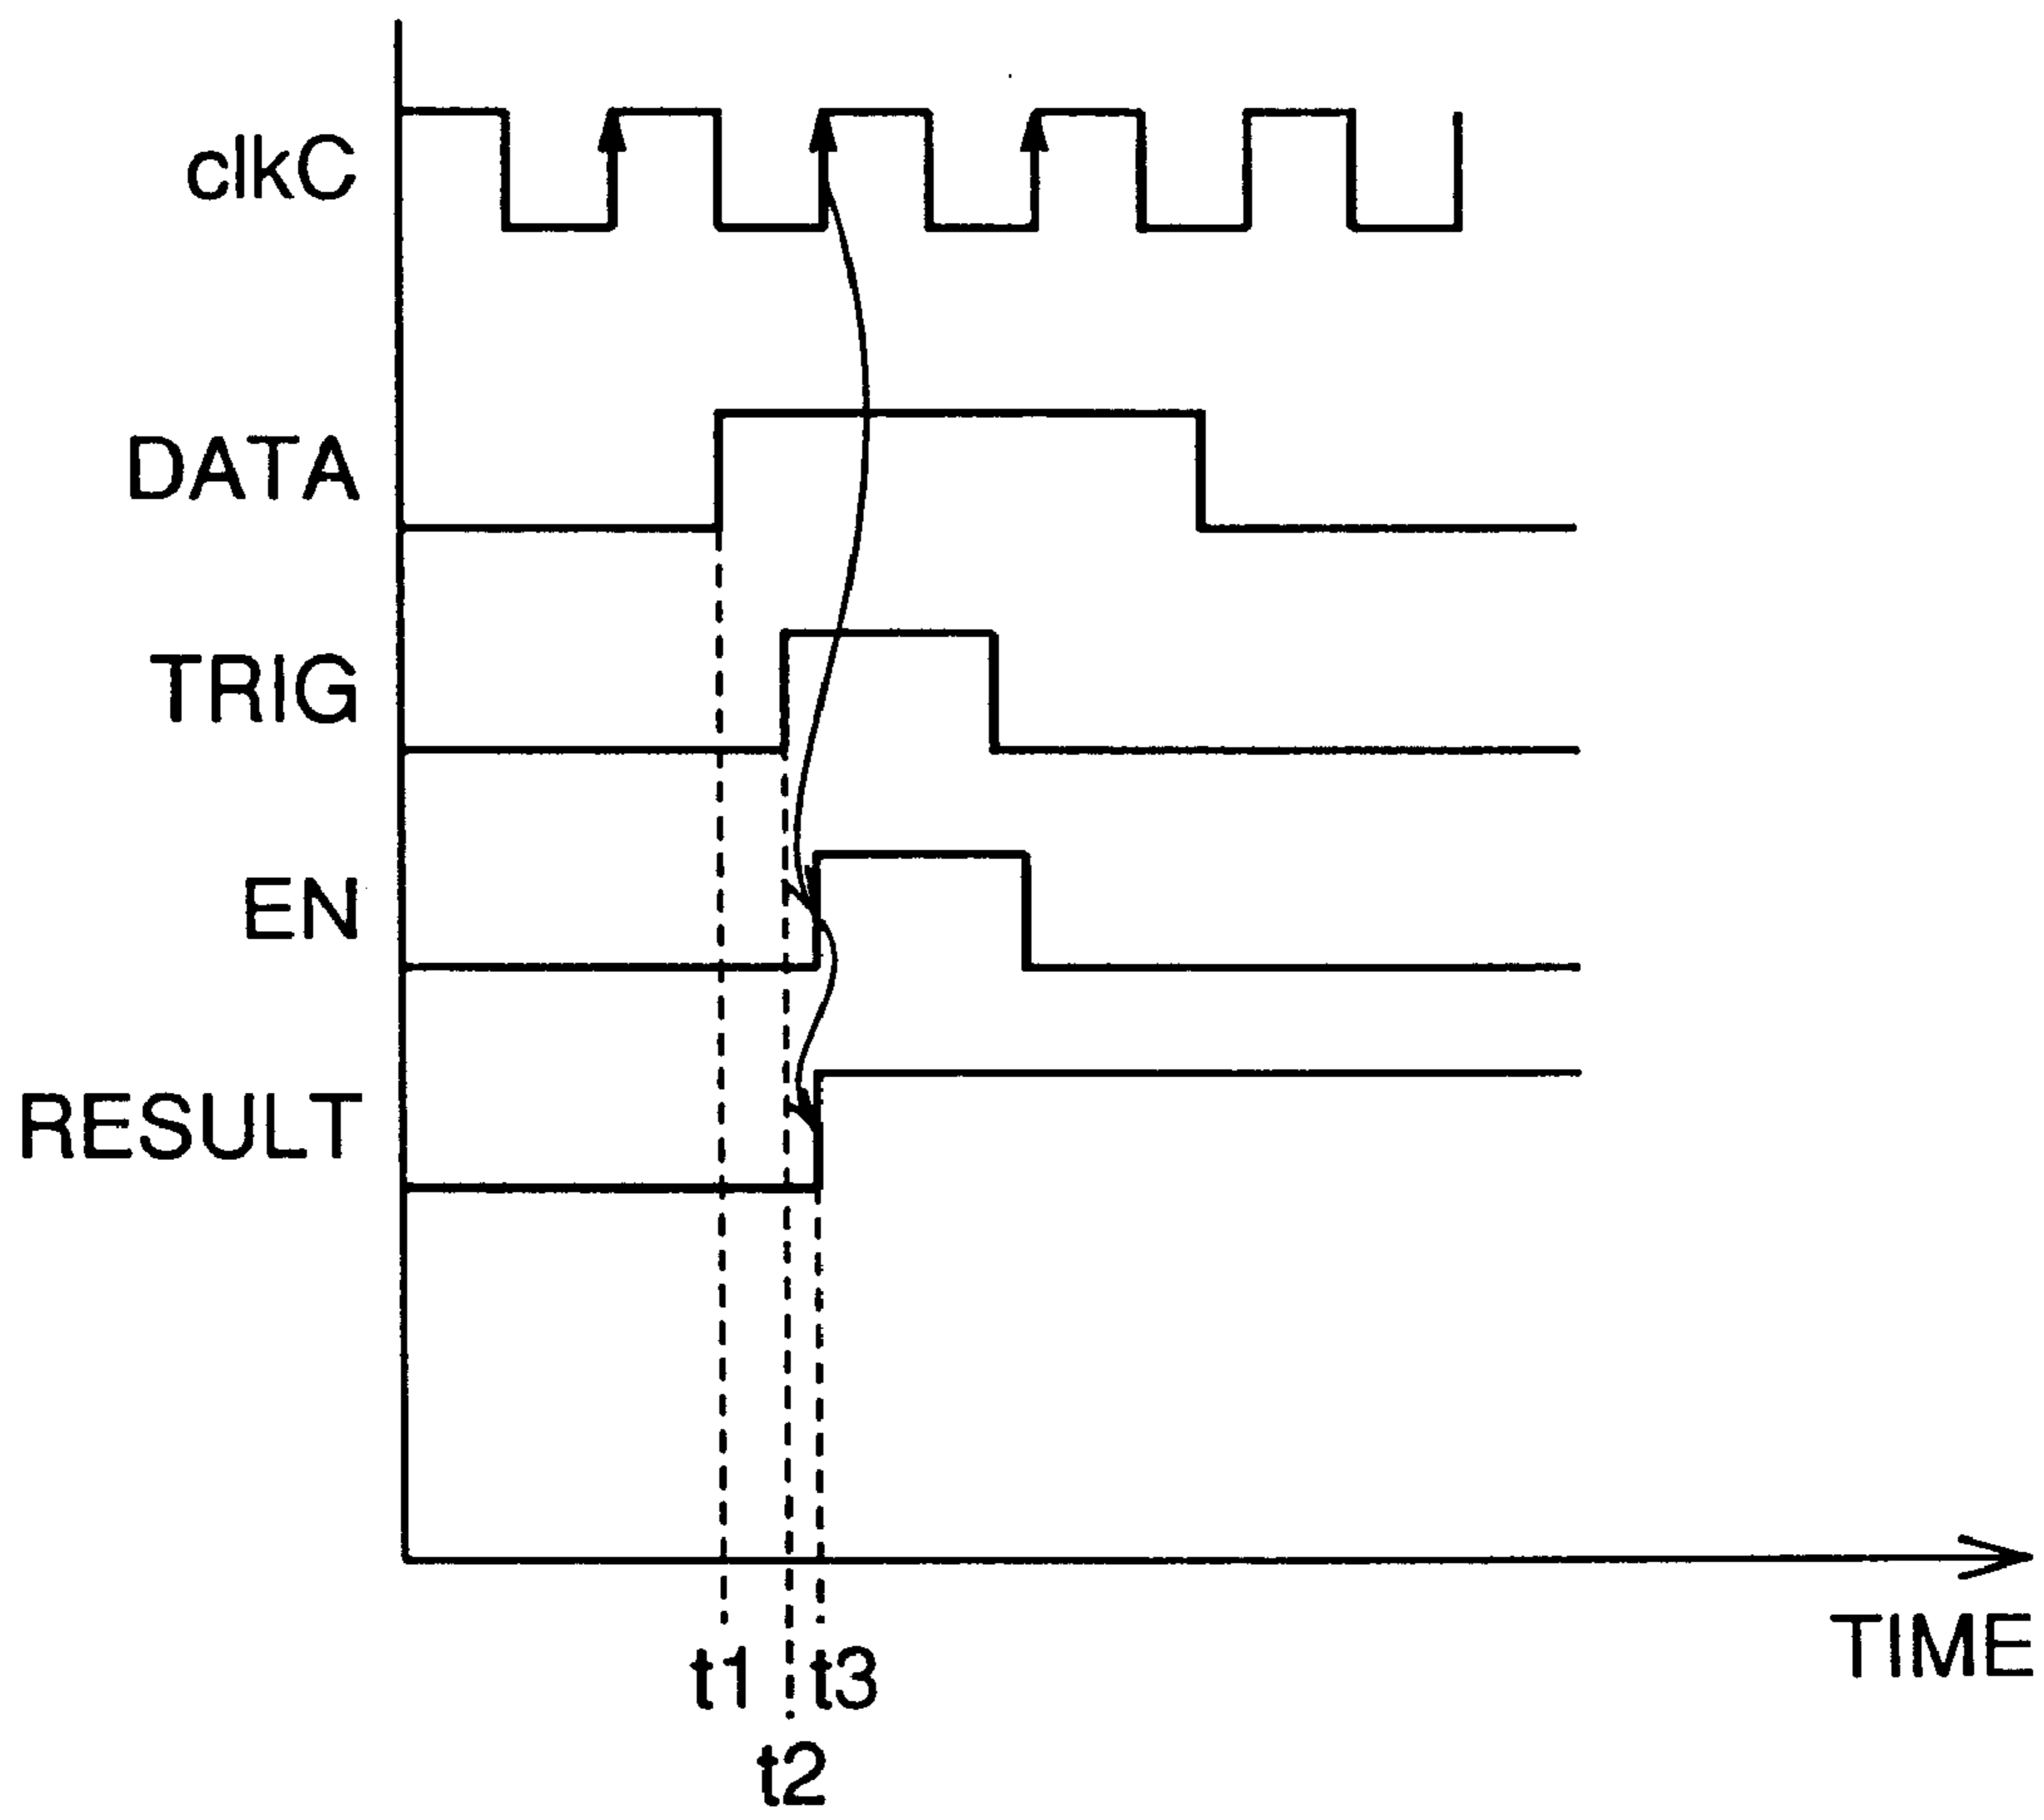 clkC
DATA
TRIG
EN
RESULT
TIME
t1
t3
t2